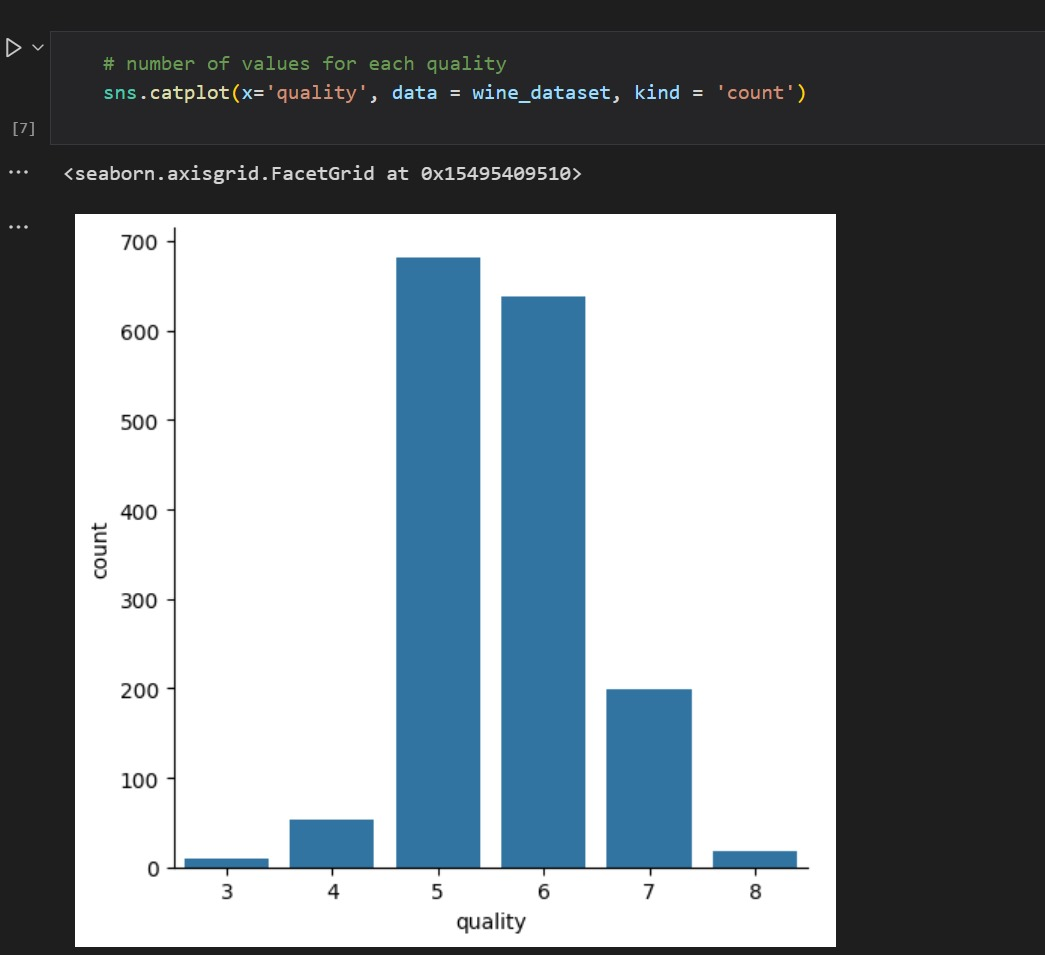 # number of values for each quality
sns.catplot(x='quality', data = wine_dataset, kind = 'count')
[7]
... <seaborn.axisgrid.FacetGrid at 0x15495409510>
...
700
600
500
400
300
200
100
0
count
3 4 5 6 7 8
quality